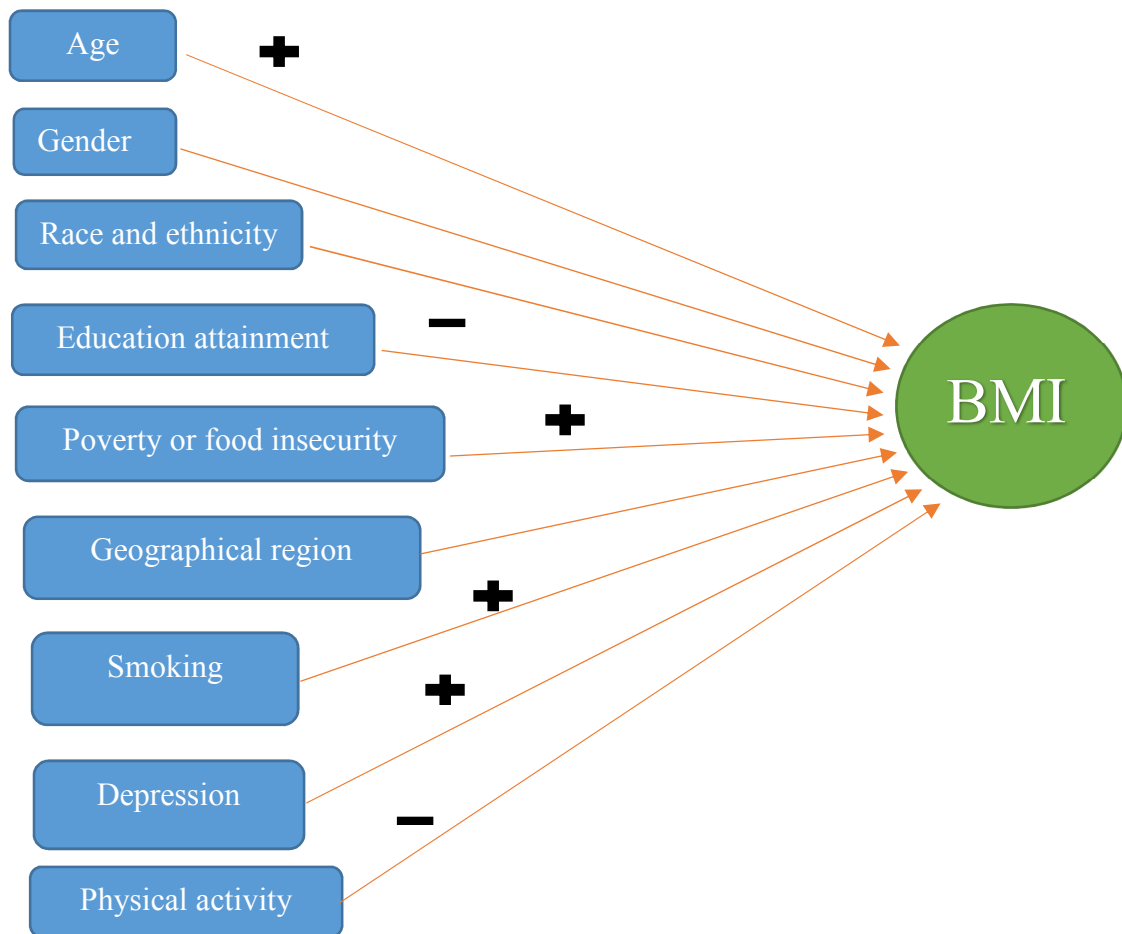 Age
+
Gender
Race and ethnicity
Education attainment
−
Poverty or food insecurity
+
BMI
Geographical region
+
Smoking
+
Depression
−
Physical activity